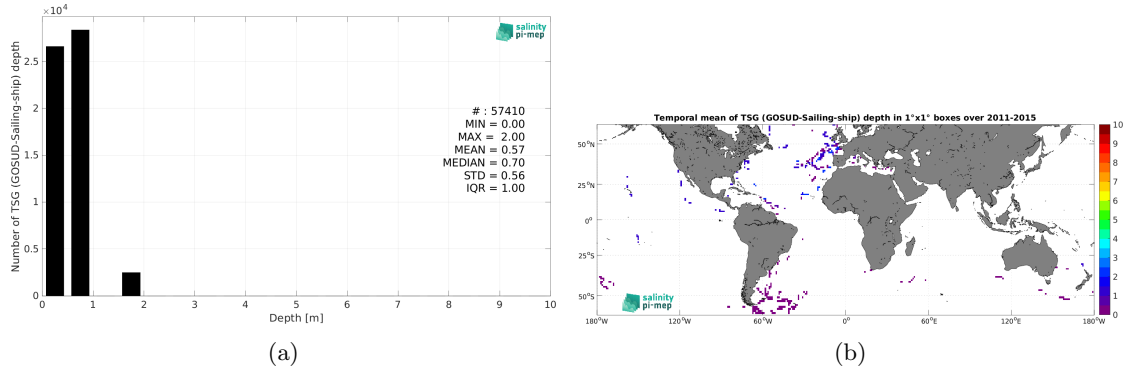 ×10⁴
2.5
2
1.5
1
0.5
0
Number of TSG (GOSUD-Sailing-ship) depth
salinity
pi-mep
# : 57410
MIN = 0.00
MAX = 2.00
MEAN = 0.57
MEDIAN = 0.70
STD = 0.56
IQR = 1.00
0 1 2 3 4 5 6 7 8 9 10
Depth [m]
(a)
Temporal mean of TSG (GOSUD-Sailing-ship) depth in 1°x1° boxes over 2011-2015
50°N
25°N
0°
25°S
50°S
salinity
pi-mep
180°W 120°W 60°W 0° 60°E 120°E 180°W
10
9
8
7
6
5
4
3
2
1
0
(b)